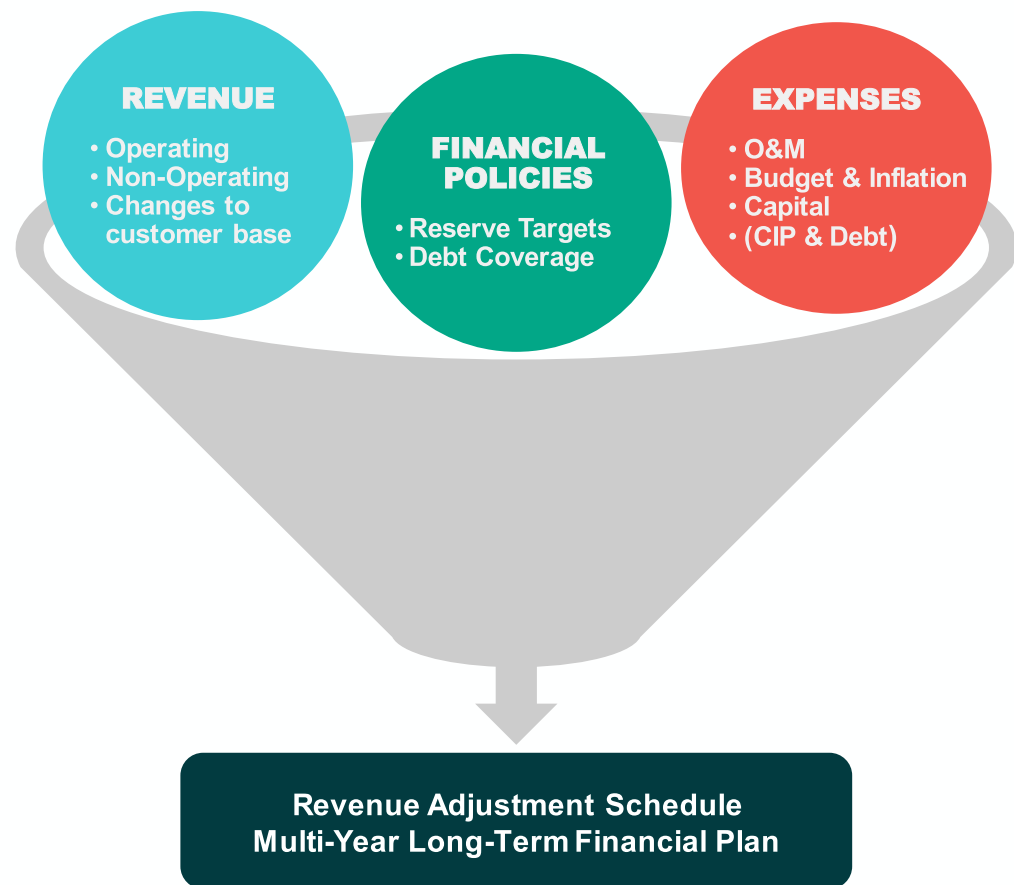 REVENUE
• Operating
• Non-Operating
• Changes to
customer base
FINANCIAL
POLICIES
• Reserve Targets
• Debt Coverage
EXPENSES
• O&M
• Budget & Inflation
• Capital
• (CIP & Debt)
Revenue Adjustment Schedule
Multi-Year Long-Term Financial Plan